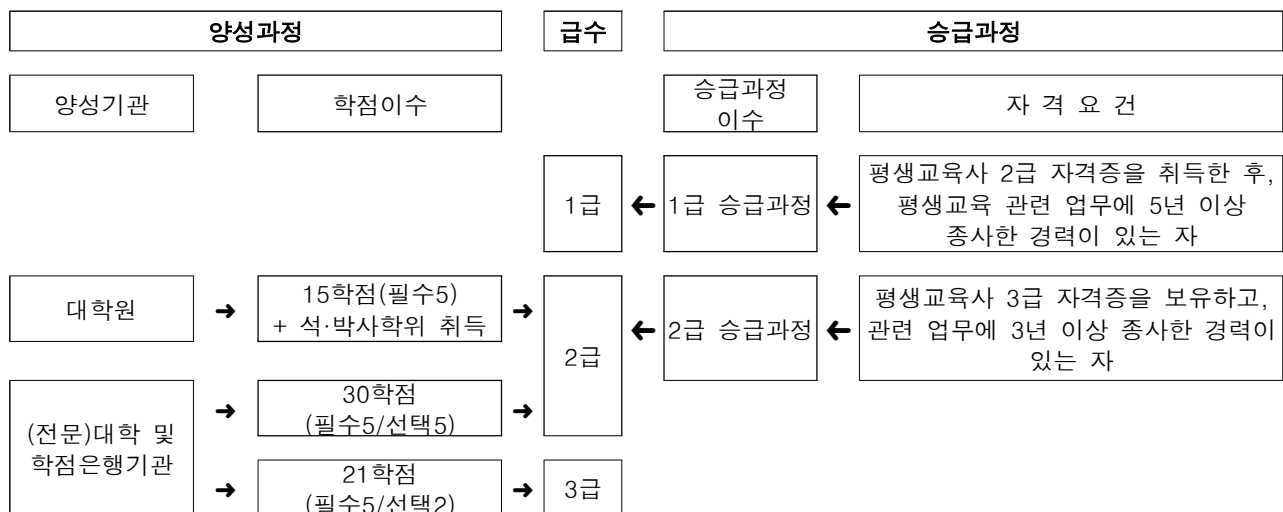 양성과정 급수 승급과정
양성기관 학점이수 승급과정
이수 자 격 요 건
1급 ← 1급 승급과정 ← 평생교육사 2급 자격증을 취득한 후,
평생교육 관련 업무에 5년 이상
종사한 경력이 있는 자
대학원 → 15학점(필수5)
+ 석·박사학위 취득 →
2급 ← 2급 승급과정 ← 평생교육사 3급 자격증을 보유하고,
관련 업무에 3년 이상 종사한 경력이
있는 자
(전문)대학 및
학점은행기관
→ 30학점
(필수5/선택5) →
→ 21학점
(필수5/선택2) → 3급